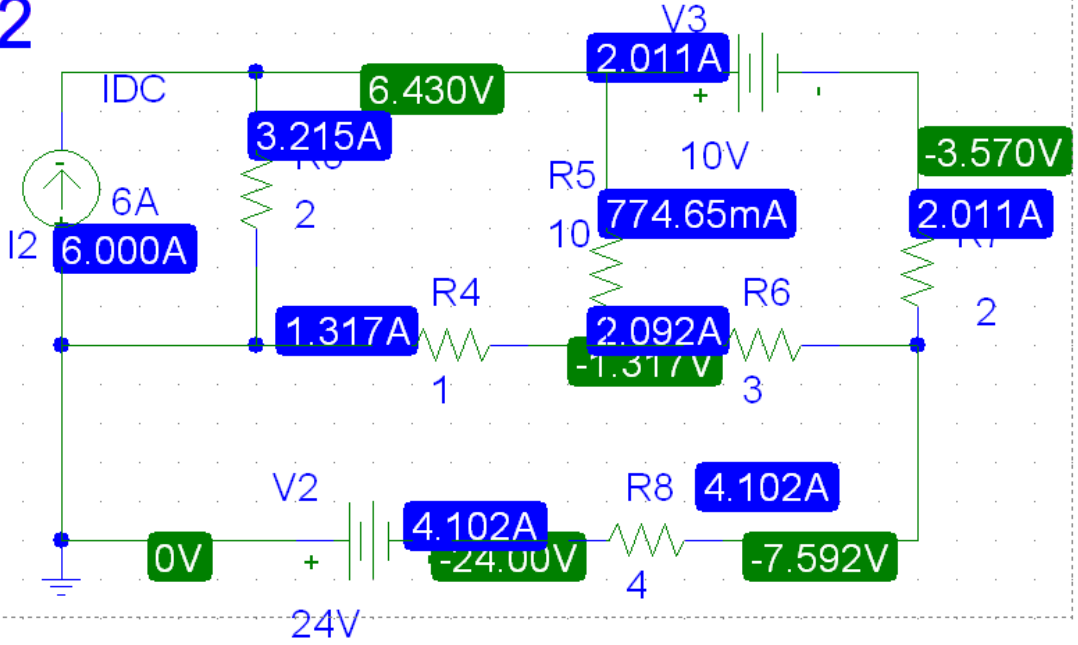 2
V3
2.011A
IDC
6.430V
+ -
3.215A
10V
-3.570V
-
R5
6A
2
774.65mA
2.011A
10
I2
+
6.000A
R4
R6
2
1.317A
2.092A
-1.317V
1
3
V2
R8
4.102A
4.102A
0V
+
-24.00V
-7.592V
4
24V